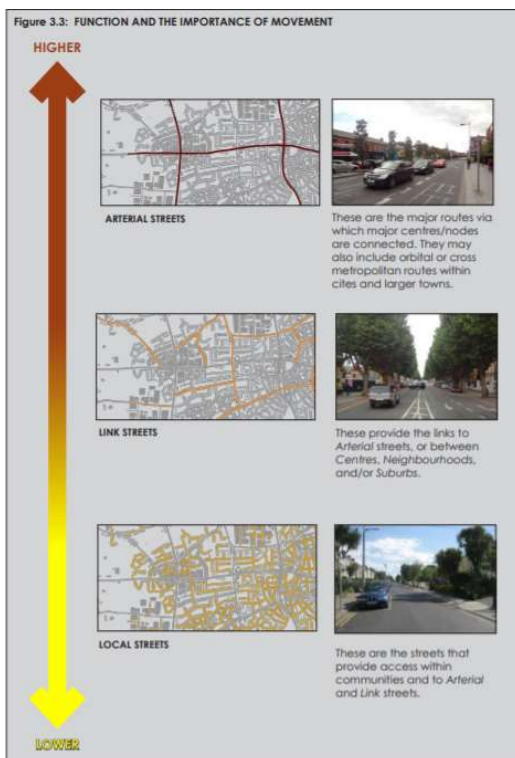 Figure 3.3: FUNCTION AND THE IMPORTANCE OF MOVEMENT
HIGHER
ARTERIAL STREETS
These are the major routes via
which major centres/nodes
are connected. They may
also include orbital or cross
metropolitan routes within
cites and larger towns.
LINK STREETS
These provide the links to
Arterial streets, or between
Centres, Neighbourhoods,
and/or Suburbs.
LOCAL STREETS
These are the streets that
provide access within
communities and to Arterial
and Link streets.
LOWER